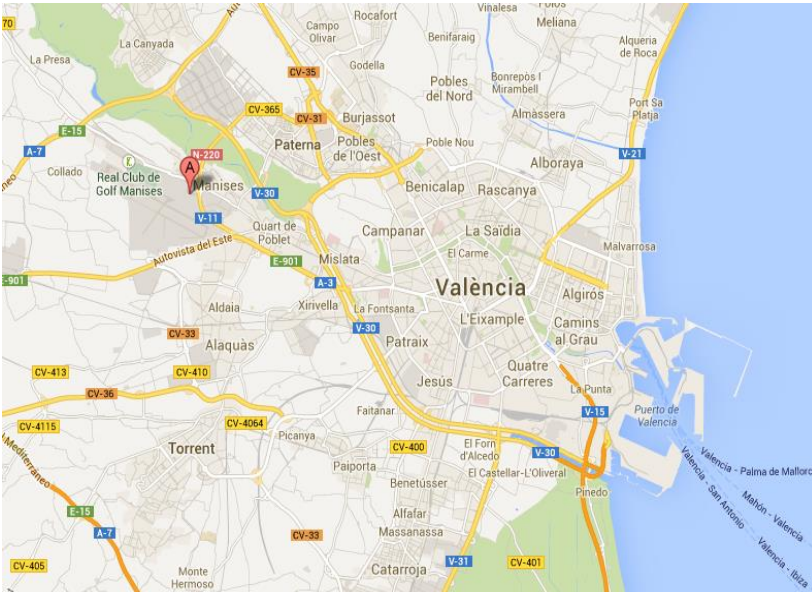 70
Rocafort
Vinalesa
Meliana
Campo
Olivar
La Canyada
Benifaraig
Alqueria
de Roca
La Presa
CV-35
Godella
Pobles
del Nord
Bonrepòs I
Mirambell
CV-365
CV-31
Burjassot
Almàssera
Port Sa
Platja
E-15
A-7
Paterna
Pobles
de l'Oest
Poble Nou
N-220
V-21
Collado
Real Club de
Golf Manises
A
Manises
V-30
Benicalap
Rascanya
Alboraya
V-11
Quart de
Poblet
Campanar
La Saïdia
Autovista del Este
Mislata
El Carme
Malvarrosa
E-901
E-901
A-3
València
Algirós
Aldaia
Xirivella
La Fontsanta
L'Eixample
Camins
al Grau
CV-33
V-30
Alaquàs
Patraix
CV-413
CV-410
Jesús
Quatre
Carreres
La Punta
CV-36
Faitanar
V-15
Puerto de
Valencia
CV-4115
CV-4064
Picanya
CV-400
El Forn
d'Alcedo
V-30
Torrent
Paiporta
El Castellar-L'Oliveral
Valencia - Palma de Mallorc
Mediterráneo
Benetússer
Pinedo
Valencia - San Antonio
Mahón - Valencia
E-15
Alfafar
A-7
CV-33
Massanassa
Valencia - Ibiza
CV-405
Monte
Hermoso
Catarroja
V-31
CV-401